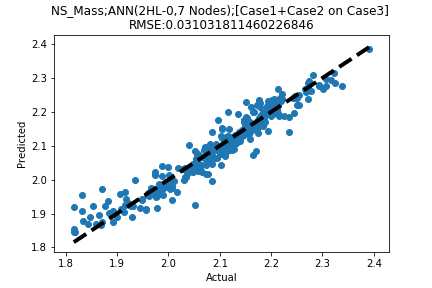 NS_Mass;ANN(2HL-0,7 Nodes);[Case1+Case2 on Case3]
RMSE:0.031031811460226846
2.4
2.3
2.2
2.1
2.0
1.9
1.8
Predicted
1.8 1.9 2.0 2.1 2.2 2.3 2.4
Actual